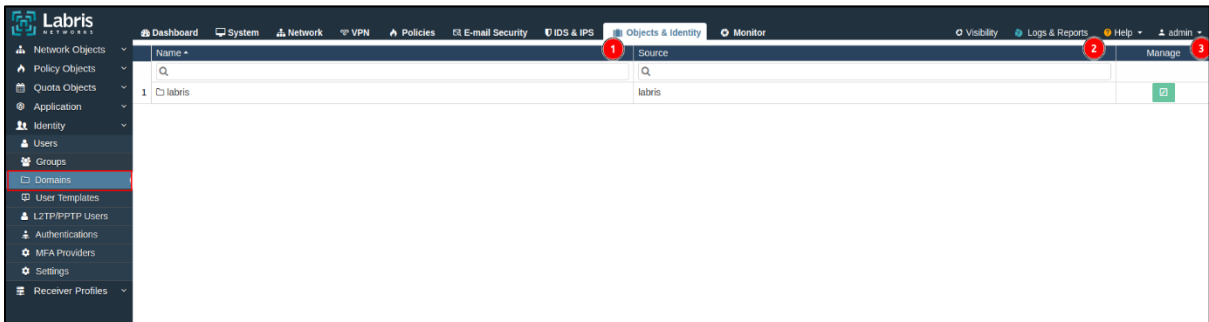 Labris
NETWORKS
Dashboard System Network VPN Policies E-mail Security IDS & IPS Objects & Identity Monitor Visibility Logs & Reports Help admin
Network Objects
Policy Objects
Quota Objects
Application
Identity
Users
Groups
Domains
User Templates
L2TP/PPTP Users
Authentications
MFA Providers
Settings
Receiver Profiles
Name 1 Source 2 Manage 3
1 labris labris